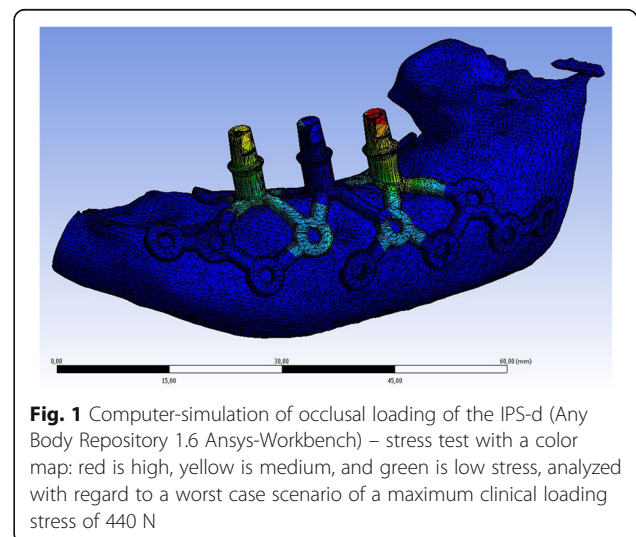 0,00 30,00 60,00 (mm)
15,00 45,00
Fig. 1 Computer-simulation of occlusal loading of the IPS-d (Any
Body Repository 1.6 Ansys-Workbench) – stress test with a color
map: red is high, yellow is medium, and green is low stress, analyzed
with regard to a worst case scenario of a maximum clinical loading
stress of 440 N